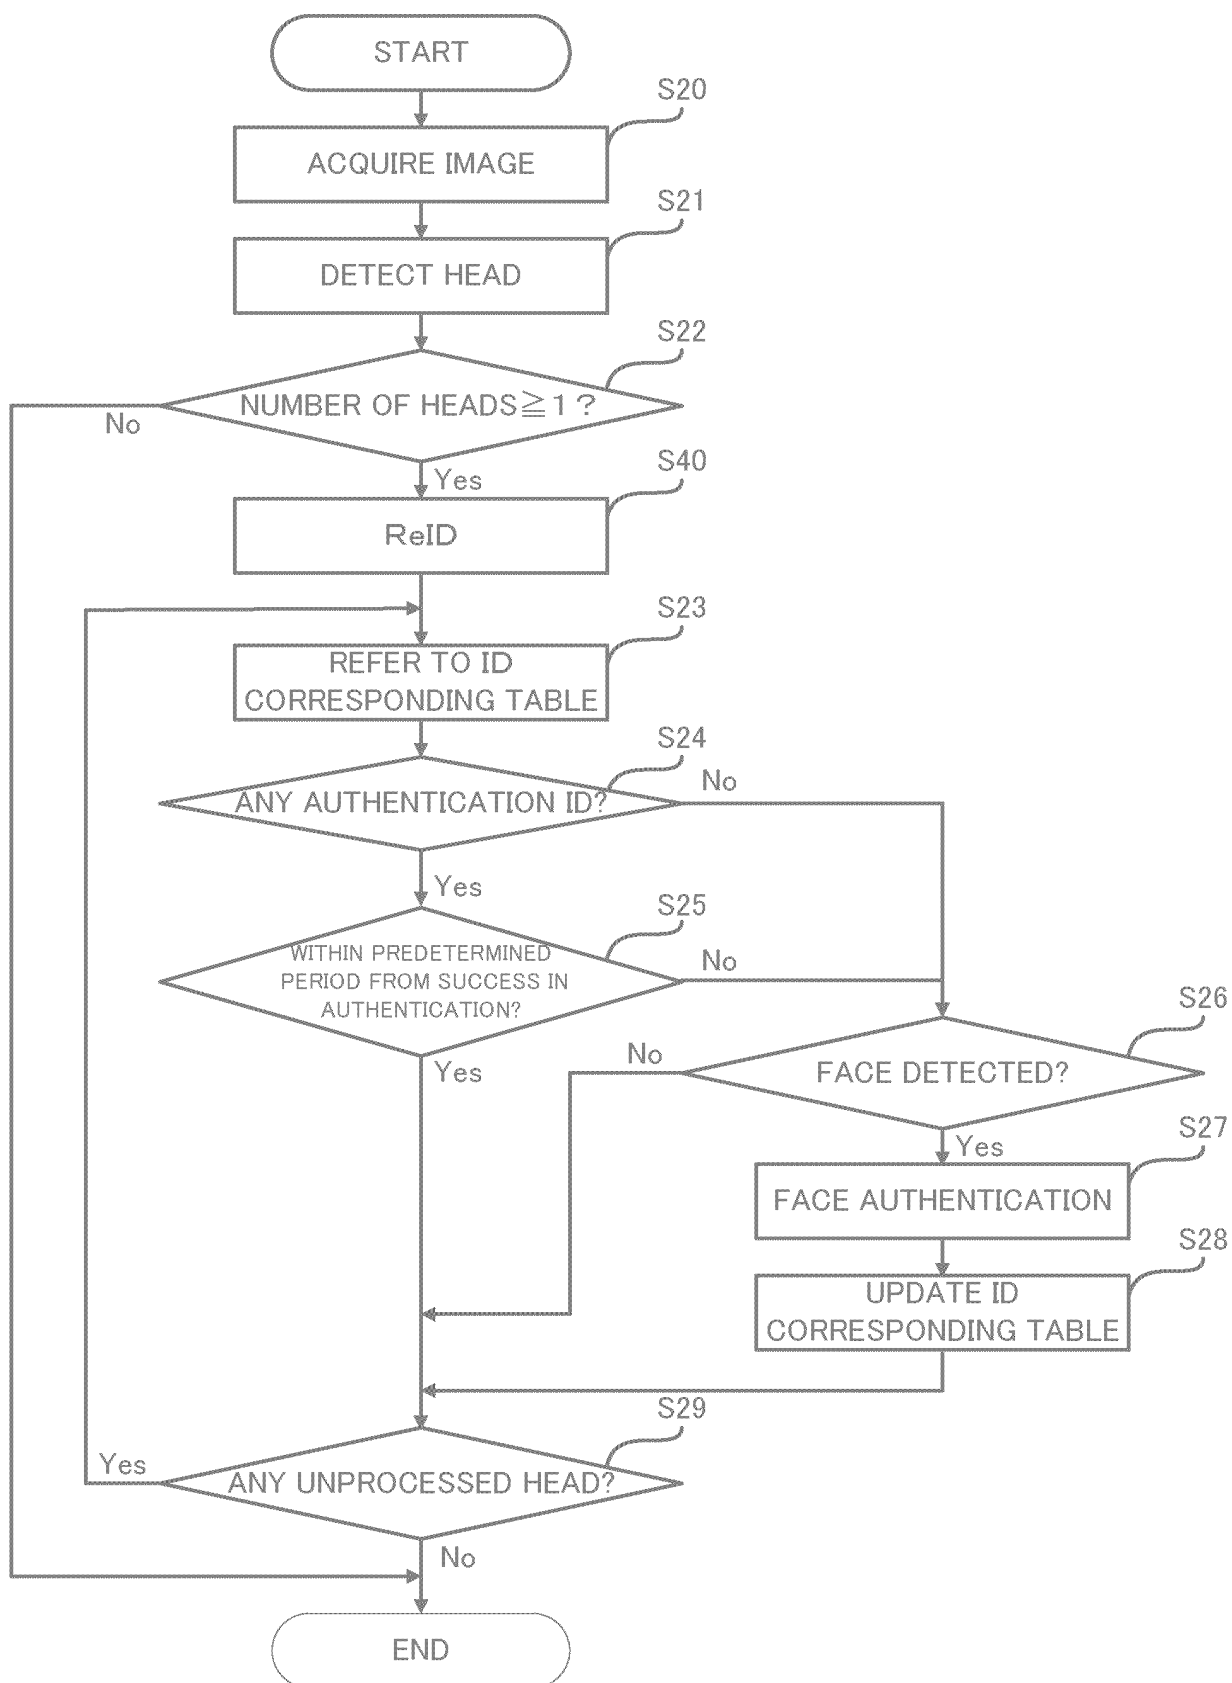 START
S20
ACQUIRE IMAGE
S21
DETECT HEAD
S22
NUMBER OF HEADS≧1?
No
Yes
S40
ReID
S23
REFER TO ID
CORRESPONDING TABLE
S24
ANY AUTHENTICATION ID?
No
Yes
S25
WITHIN PREDETERMINED
PERIOD FROM SUCCESS IN
AUTHENTICATION?
No
Yes
S26
FACE DETECTED?
No
Yes
S27
FACE AUTHENTICATION
S28
UPDATE ID
CORRESPONDING TABLE
S29
ANY UNPROCESSED HEAD?
Yes
No
END